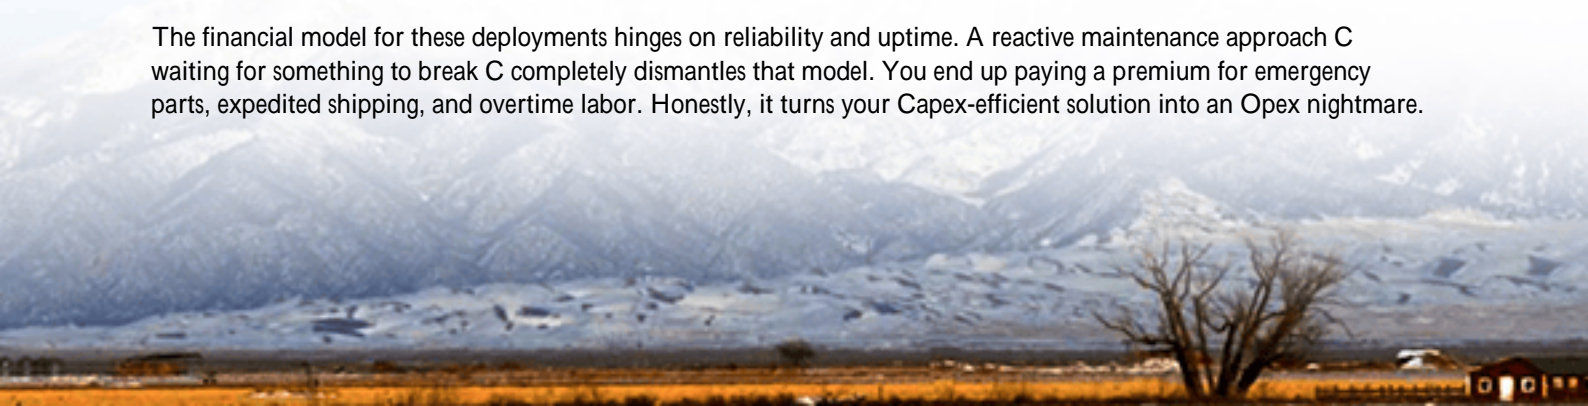 The financial model for these deployments hinges on reliability and uptime. A reactive maintenance approach C
waiting for something to break C completely dismantles that model. You end up paying a premium for emergency
parts, expedited shipping, and overtime labor. Honestly, it turns your Capex-efficient solution into an Opex nightmare.